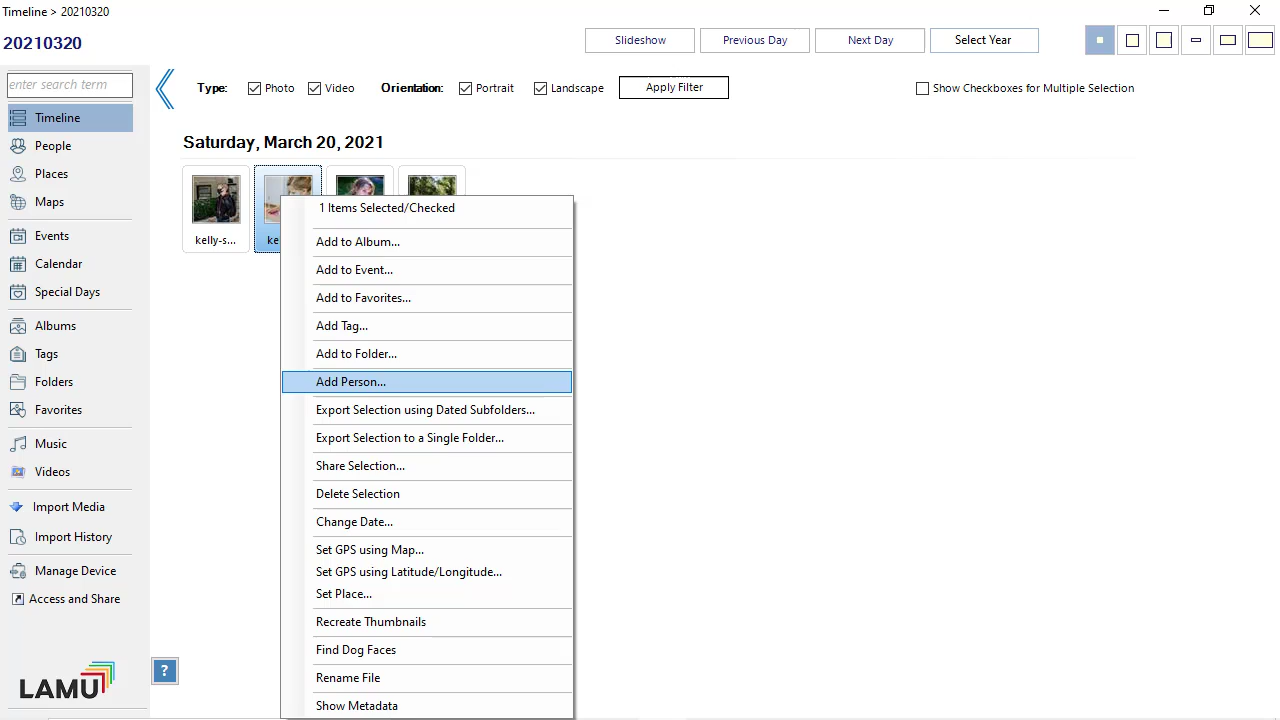 Timeline > 20210320
20210320
Slideshow
Previous Day
Next Day
Select Year
enter search term
Type:
Photo
Video
Orientation:
Portrait
Landscape
Apply Filter
Show Checkboxes for Multiple Selection
Timeline
People
Places
Maps
Events
Calendar
Special Days
Albums
Tags
Folders
Favorites
Music
Videos
Import Media
Import History
Manage Device
Access and Share
LAMU
?
Saturday, March 20, 2021
kelly-s...
ke
1 Items Selected/Checked
Add to Album...
Add to Event...
Add to Favorites...
Add Tag...
Add to Folder...
Add Person...
Export Selection using Dated Subfolders...
Export Selection to a Single Folder...
Share Selection...
Delete Selection
Change Date...
Set GPS using Map...
Set GPS using Latitude/Longitude...
Set Place...
Recreate Thumbnails
Find Dog Faces
Rename File
Show Metadata